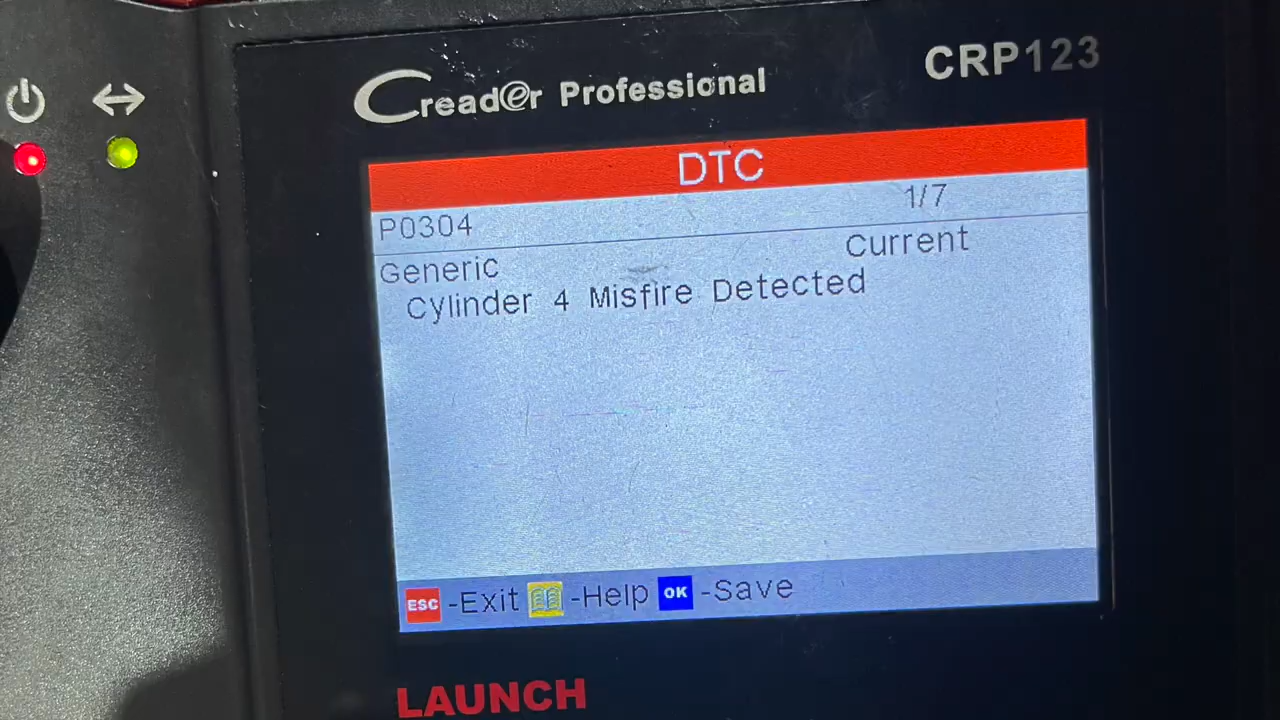 Creader Professional
CRP123
DTC
P0304 1/7
Generic Current
Cylinder 4 Misfire Detected
ESC -Exit -Help OK -Save
LAUNCH